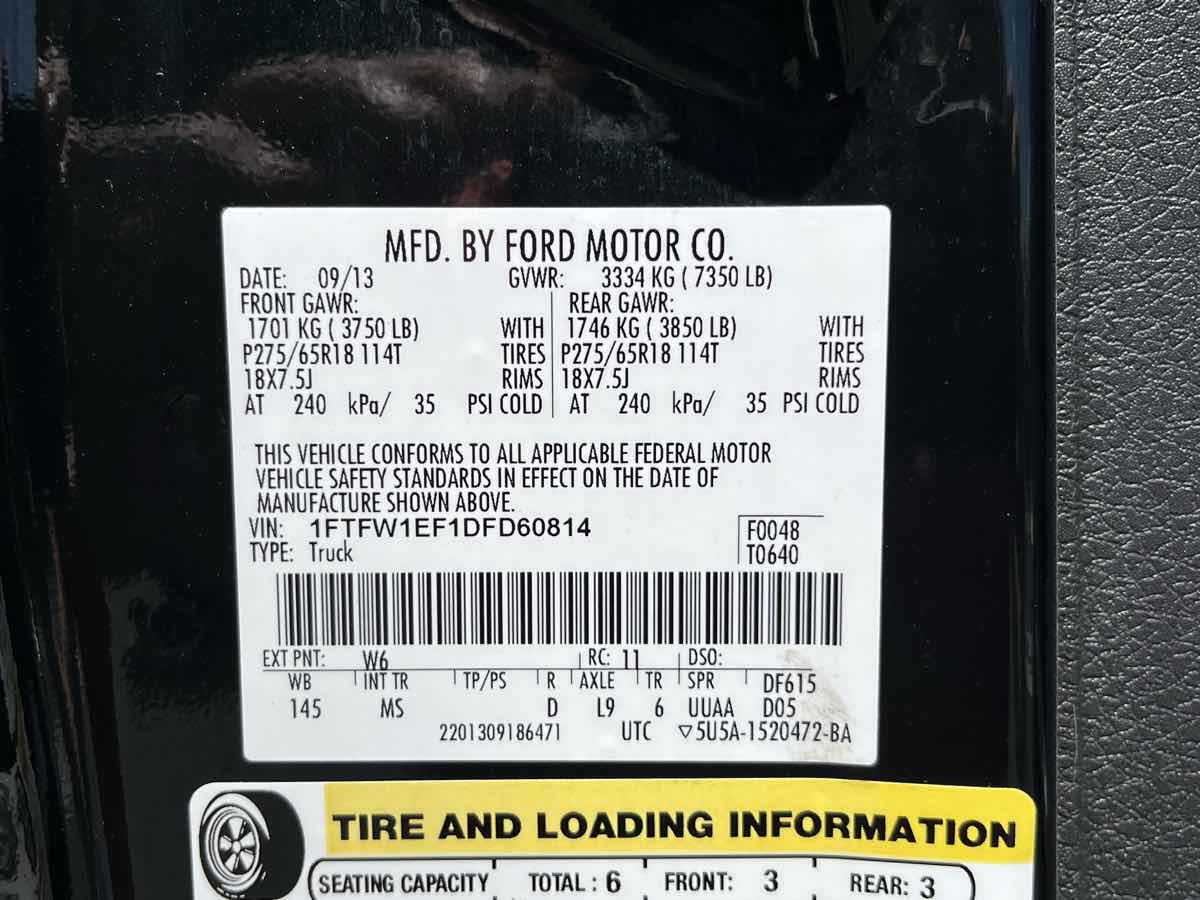 MFD. BY FORD MOTOR CO.
DATE: 09/13 GVWR: 3334 KG ( 7350 LB)
FRONT GAWR: REAR GAWR:
1701 KG ( 3750 LB) WITH 1746 KG ( 3850 LB) WITH
P275/65R18 114T TIRES P275/65R18 114T TIRES
18X7.5J RIMS 18X7.5J RIMS
AT 240 kPa/ 35 PSI COLD AT 240 kPa/ 35 PSI COLD
THIS VEHICLE CONFORMS TO ALL APPLICABLE FEDERAL MOTOR
VEHICLE SAFETY STANDARDS IN EFFECT ON THE DATE OF
MANUFACTURE SHOWN ABOVE.
VIN: 1FTFW1EF1DFD60814 F0048
TYPE: Truck T0640
EXT PNT: W6 RC: 11 DSO:
WB INT TR TP/PS R AXLE TR SPR DF615
145 MS D L9 6 UUAA D05
2201309186471 UTC ▽5U5A-1520472-BA
TIRE AND LOADING INFORMATION
SEATING CAPACITY TOTAL : 6 FRONT: 3 REAR: 3